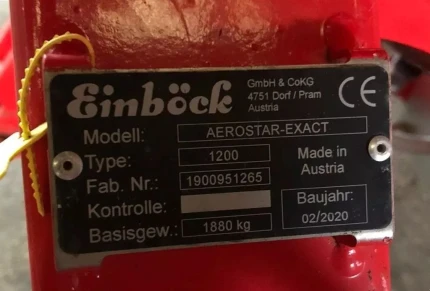 Einböck
GmbH & CoKG
4751 Dorf / Pram
Austria
CE
Modell: AEROSTAR-EXACT
Type: 1200
Fab. Nr.: 1900951265
Kontrolle:
Basisgew.: 1880 kg
Made in
Austria
Baujahr:
02/2020